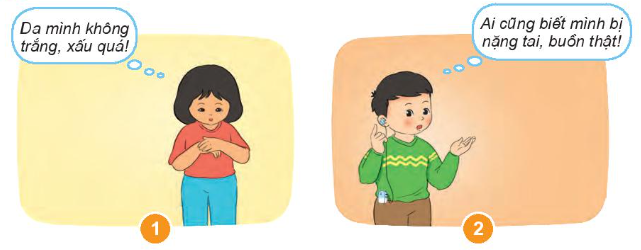 Da mình không
trắng, xấu quá!
Ai cũng biết mình bị
nặng tai, buồn thật!
1
2